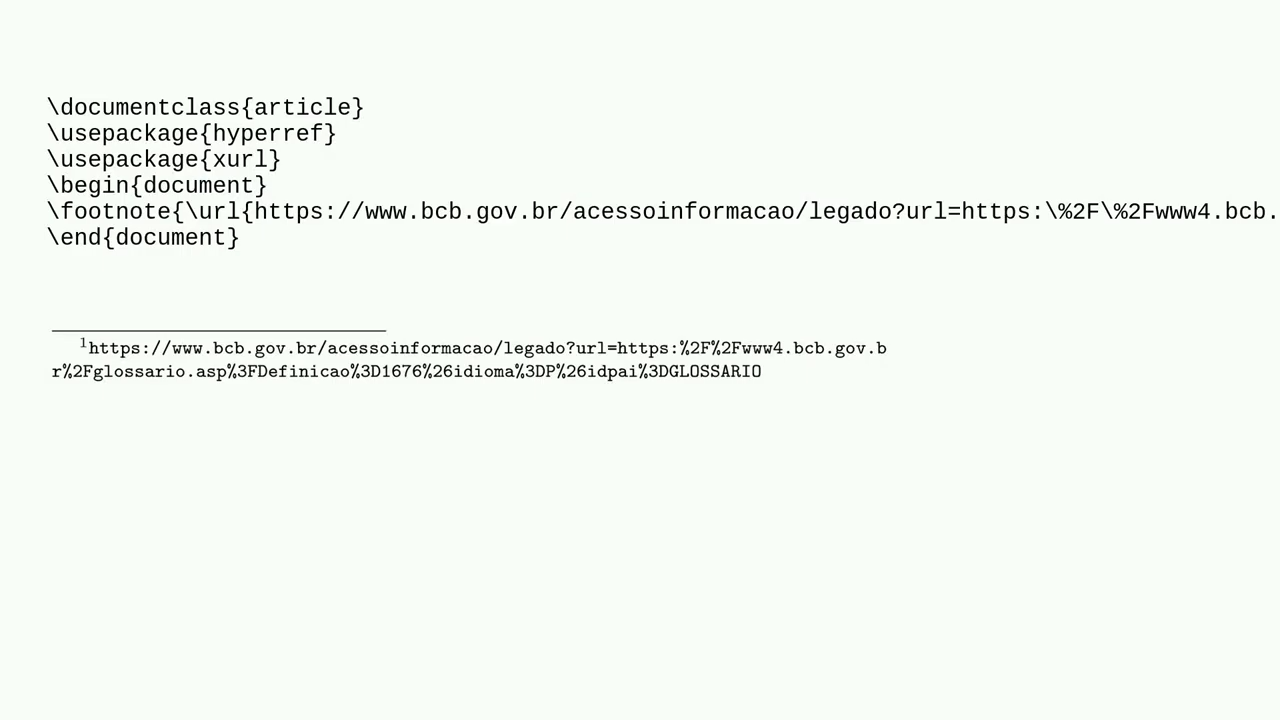 \documentclass{article}
\usepackage{hyperref}
\usepackage{xurl}
\begin{document}
\footnote{\url{https://www.bcb.gov.br/acessoinformacao/legado?url=https:\%2F\%2Fwww4.bcb.
\end{document}
1https://www.bcb.gov.br/acessoinformacao/legado?url=https:%2F%2Fwww4.bcb.gov.b
r%2Fglossario.asp%3FDefinicao%3D1676%26idioma%3DP%26idpai%3DGLOSSARIO